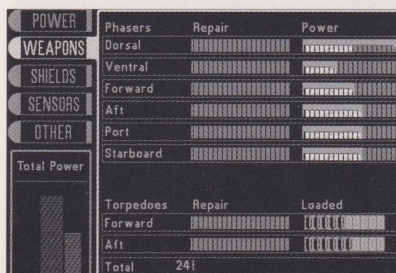 POWER
WEAPONS
SHIELDS
SENSORS
OTHER
Total Power
Phasers Repair Power
Dorsal
Ventral
Forward
Aft
Port
Starboard
Torpedoes Repair Loaded
Forward
Aft
Total 241